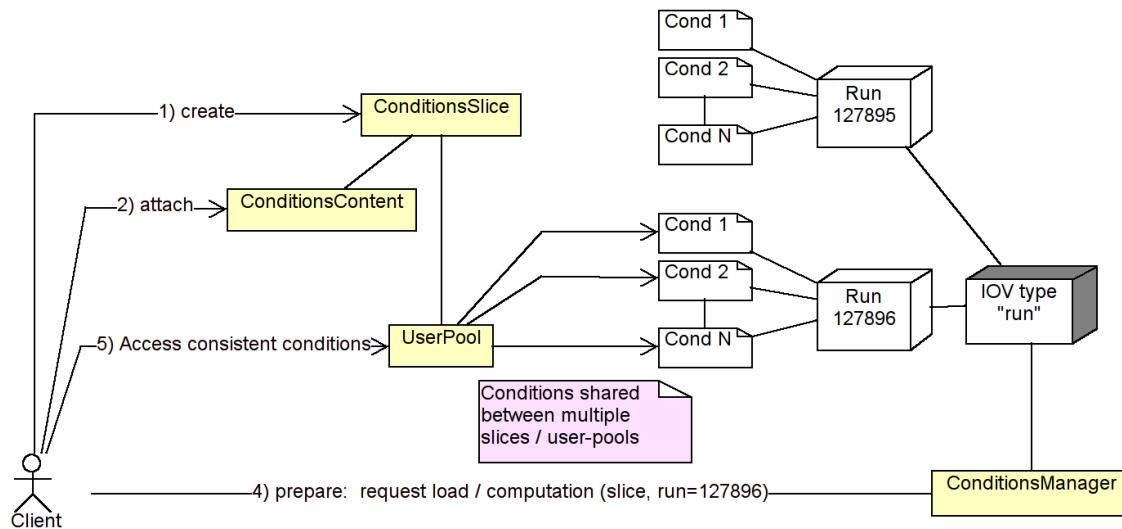 Cond 1
Cond 2
Cond N
Run
127895
1) create
ConditionsSlice
2) attach
ConditionsContent
Cond 1
Cond 2
Cond N
Run
127896
IOV type
"run"
5) Access consistent conditions
UserPool
Conditions shared
between multiple
slices / user-pools
4) prepare:  request load / computation (slice, run=127896)
ConditionsManager
Client